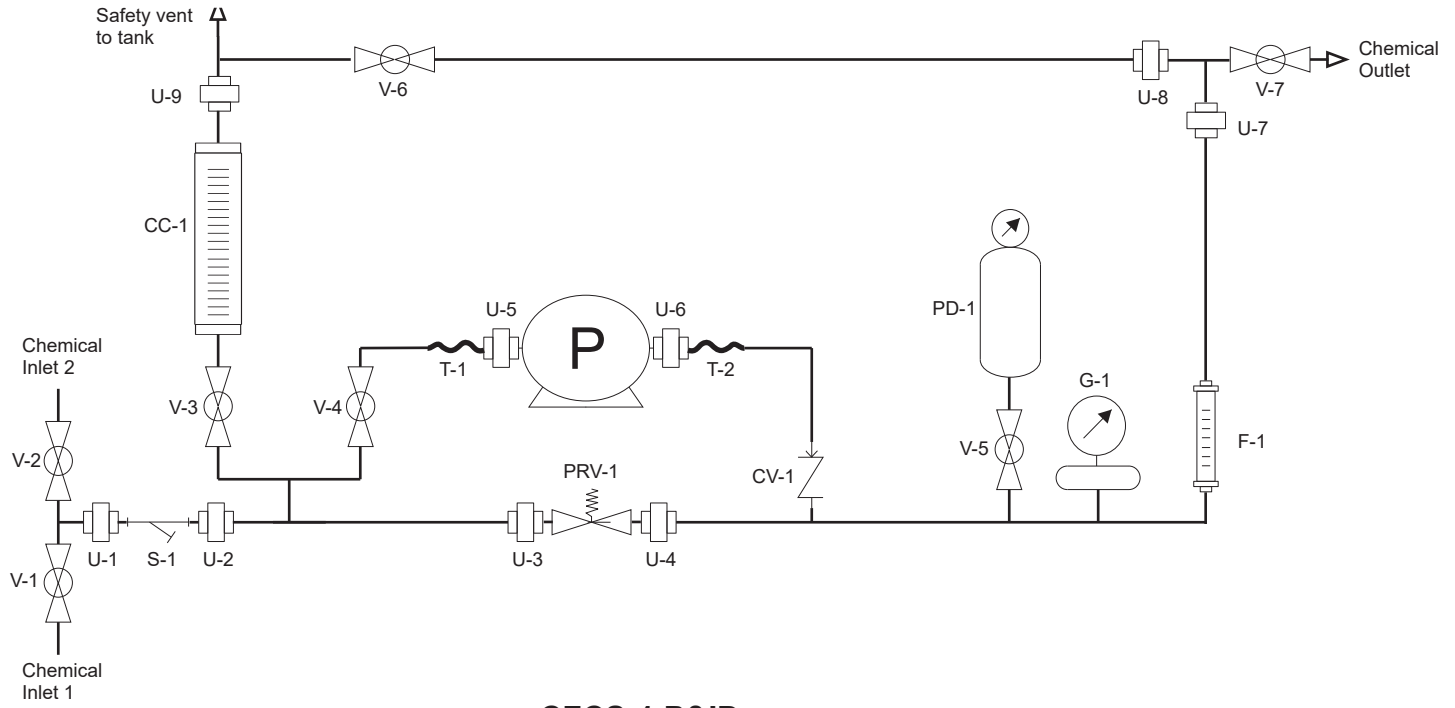 Safety vent
to tank
V-6
U-8
V-7
Chemical
Outlet
U-9
U-7
CC-1
U-5
P
U-6
PD-1
Chemical
Inlet 2
T-1
T-2
G-1
V-3
V-4
V-2
V-5
F-1
PRV-1
CV-1
U-1
S-1
U-2
U-3
U-4
V-1
Chemical
Inlet 1